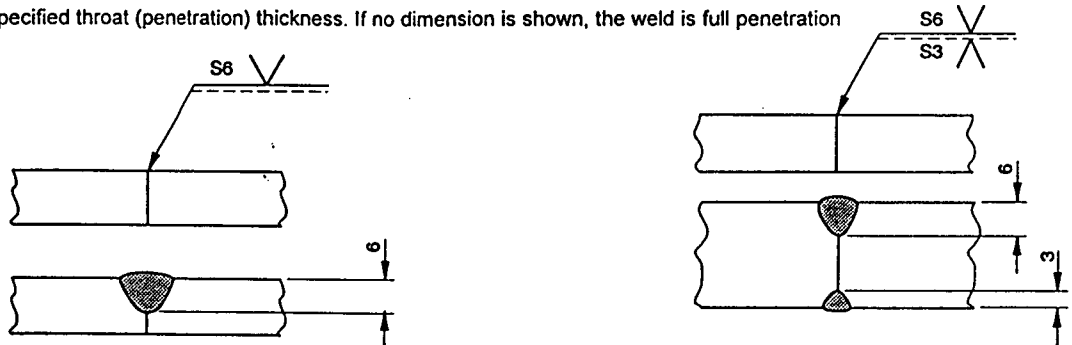 throat (penetration) thickness. If no dimension is shown, the weld is full penetration
S6
S3
S6
6
6
3